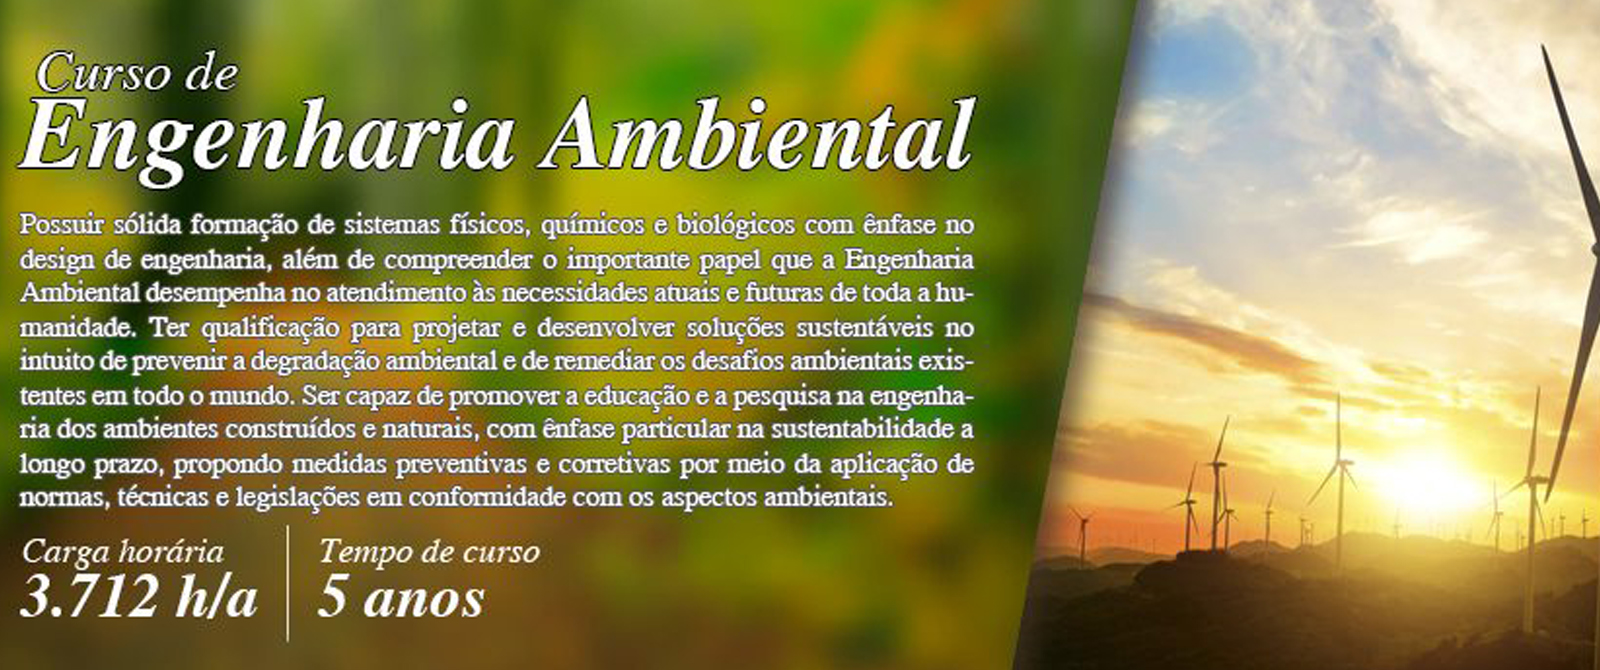 Curso de
Engenharia Ambiental
Possuir sólida formação de sistemas físicos, químicos e biológicos com ênfase no
design de engenharia, além de compreender o importante papel que a Engenharia
Ambiental desempenha no atendimento às necessidades atuais e futuras de toda a hu-
manidade. Ter qualificação para projetar e desenvolver soluções sustentáveis no
intuito de prevenir a degradação ambiental e de remediar os desafios ambientais exis-
tentes em todo o mundo. Ser capaz de promover a educação e a pesquisa na engenha-
ria dos ambientes construídos e naturais, com ênfase particular na sustentabilidade a
longo prazo, propondo medidas preventivas e corretivas por meio da aplicação de
normas, técnicas e legislações em conformidade com os aspectos ambientais.
Carga horária
3.712 h/a
Tempo de curso
5 anos